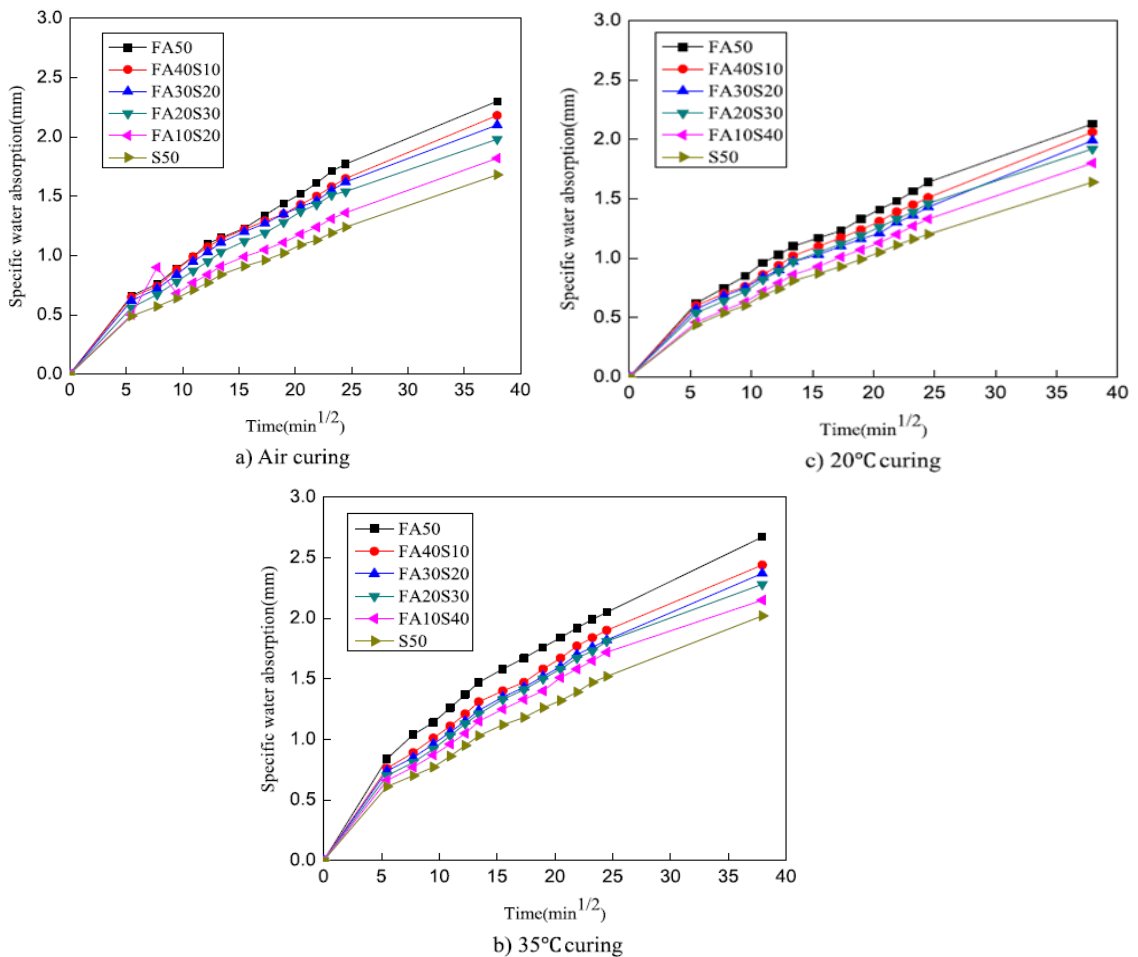 3.0
2.5
2.0
1.5
1.0
0.5
0.0
Specific water absorption(mm)
FA50
FA40S10
FA30S20
FA20S30
FA10S20
S50
0 5 10 15 20 25 30 35 40
Time(min1/2)
a) Air curing
3.0
2.5
2.0
1.5
1.0
0.5
0.0
Specific water absorption(mm)
FA50
FA40S10
FA30S20
FA20S30
FA10S40
S50
0 5 10 15 20 25 30 35 40
Time(min1/2)
c) 20℃curing
3.0
2.5
2.0
1.5
1.0
0.5
0.0
Specific water absorption(mm)
FA50
FA40S10
FA30S20
FA20S30
FA10S40
S50
0 5 10 15 20 25 30 35 40
Time(min1/2)
b) 35℃curing